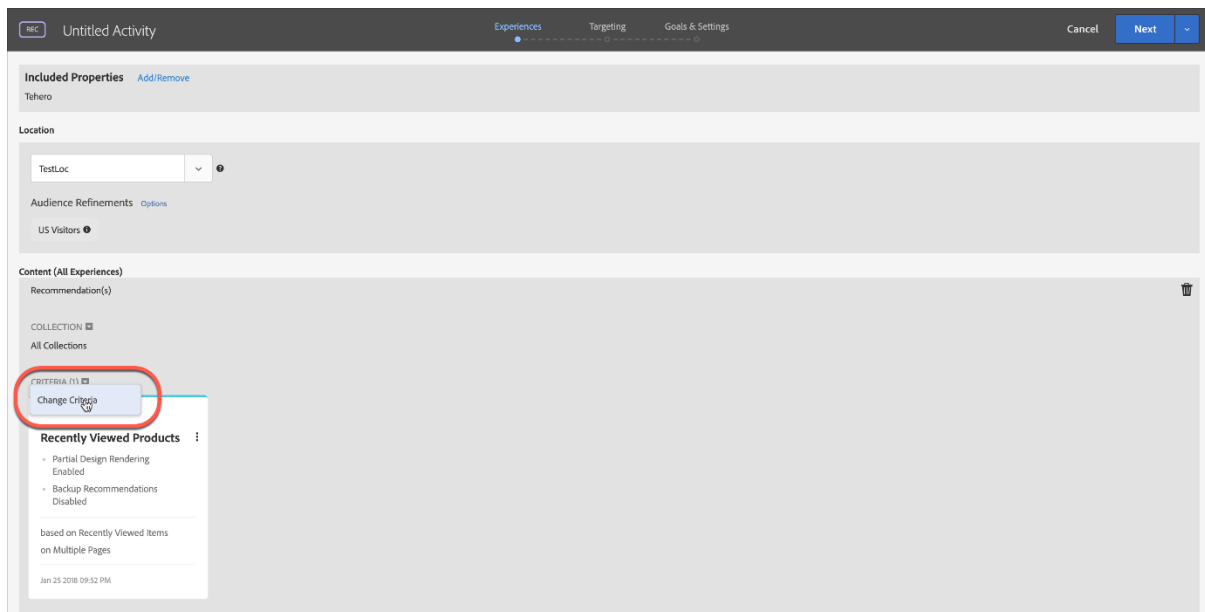 REC Untitled Activity Experiences Targeting Goals & Settings Cancel Next
Included Properties Add/Remove
Tehero
Location
TestLoc
Audience Refinements Options
US Visitors
Content (All Experiences)
Recommendation(s)
COLLECTION
All Collections
CRITERIA (1)
Change Criteria
Recently Viewed Products
Partial Design Rendering
Enabled
Backup Recommendations
Disabled
based on Recently Viewed Items
on Multiple Pages
Jan 25 2018 09:52 PM